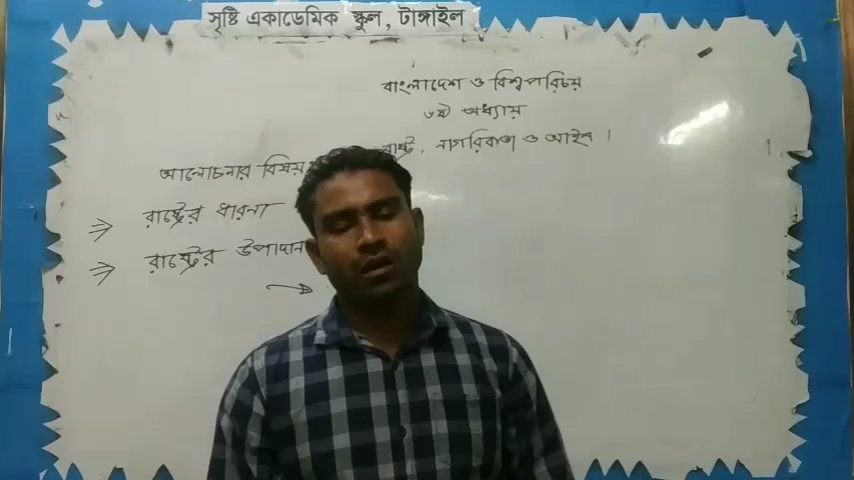 সৃষ্টি একাডেমিক স্কুল, টাঙ্গাইল
বাংলাদেশ ও বিশ্বপরিচয়
৬ষ্ঠ অধ্যায়
রাষ্ট্র, নাগরিকতা ও আইন।
আলোচনার বিষয়
⇒ রাষ্ট্রের ধারনা
⇒ রাষ্ট্রের উপাদান
→